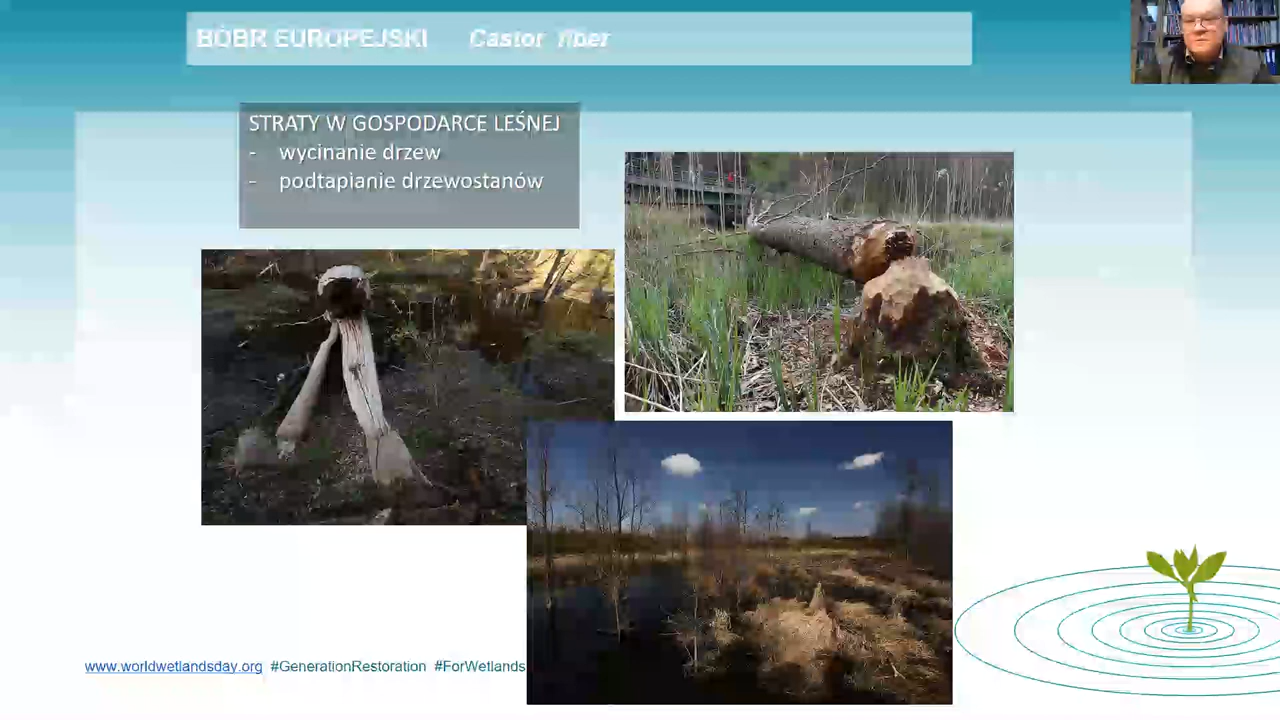 BÓBR EUROPEJSKI Castor fiber
STRATY W GOSPODARCE LEŚNEJ
- wycinanie drzew
- podtapianie drzewostanów
www.worldwetlandsday.org #GenerationRestoration #ForWetlands